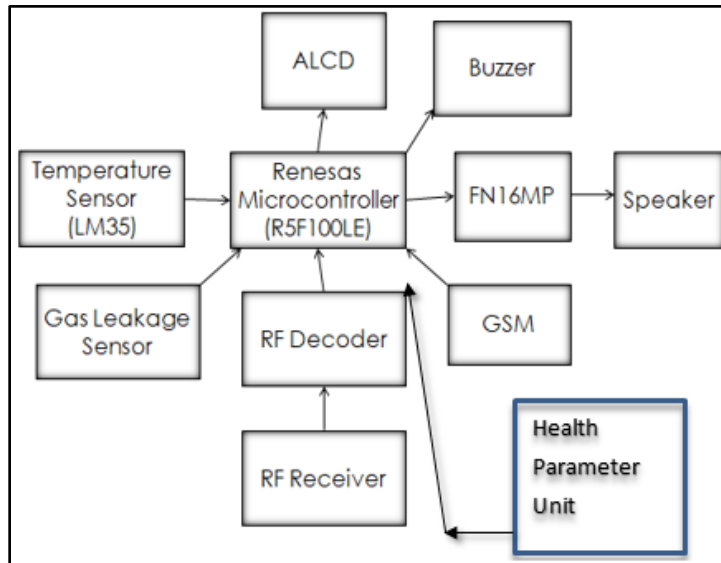 ALCD
Buzzer
Temperature
Sensor
(LM35)
Renesas
Microcontroller
(R5F100LE)
FN16MP
Speaker
Gas Leakage
Sensor
RF Decoder
GSM
RF Receiver
Health
Parameter
Unit